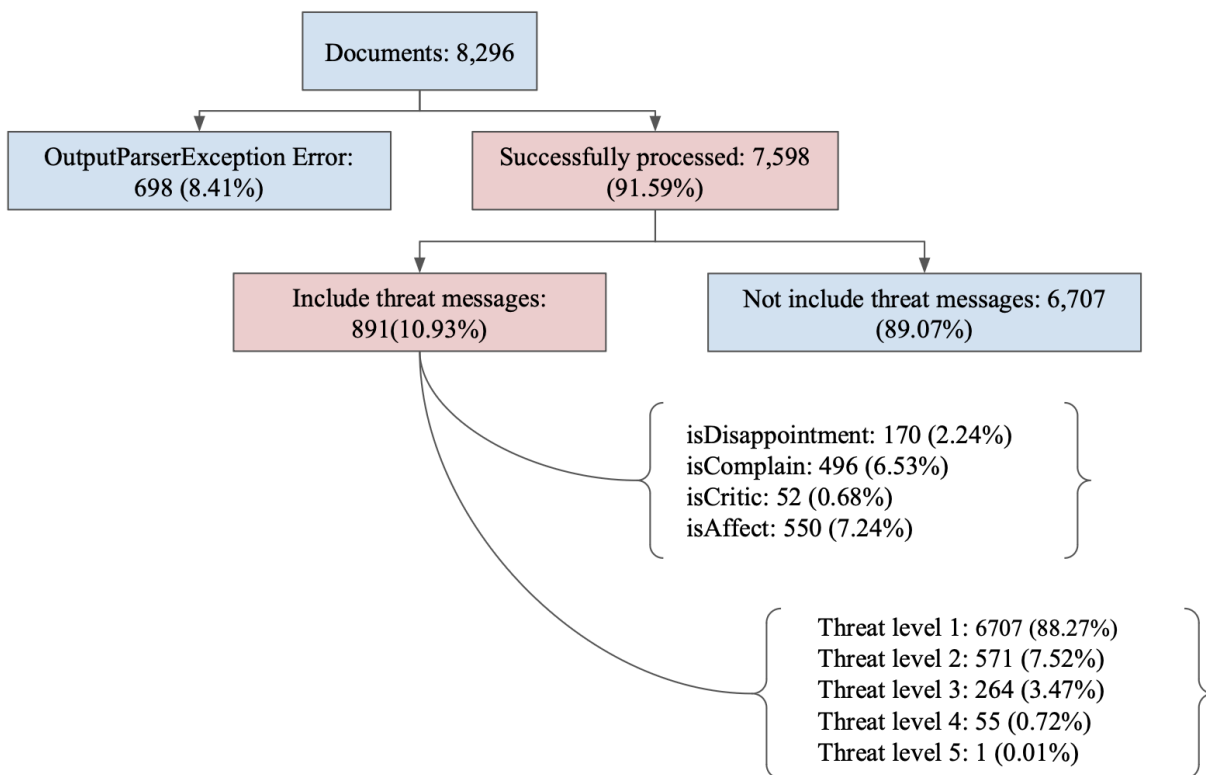 Documents: 8,296
OutputParserException Error:
698 (8.41%)
Successfully processed: 7,598
(91.59%)
Include threat messages:
891(10.93%)
Not include threat messages: 6,707
(89.07%)
isDisappointment: 170 (2.24%)
isComplain: 496 (6.53%)
isCritic: 52 (0.68%)
isAffect: 550 (7.24%)
Threat level 1: 6707 (88.27%)
Threat level 2: 571 (7.52%)
Threat level 3: 264 (3.47%)
Threat level 4: 55 (0.72%)
Threat level 5: 1 (0.01%)